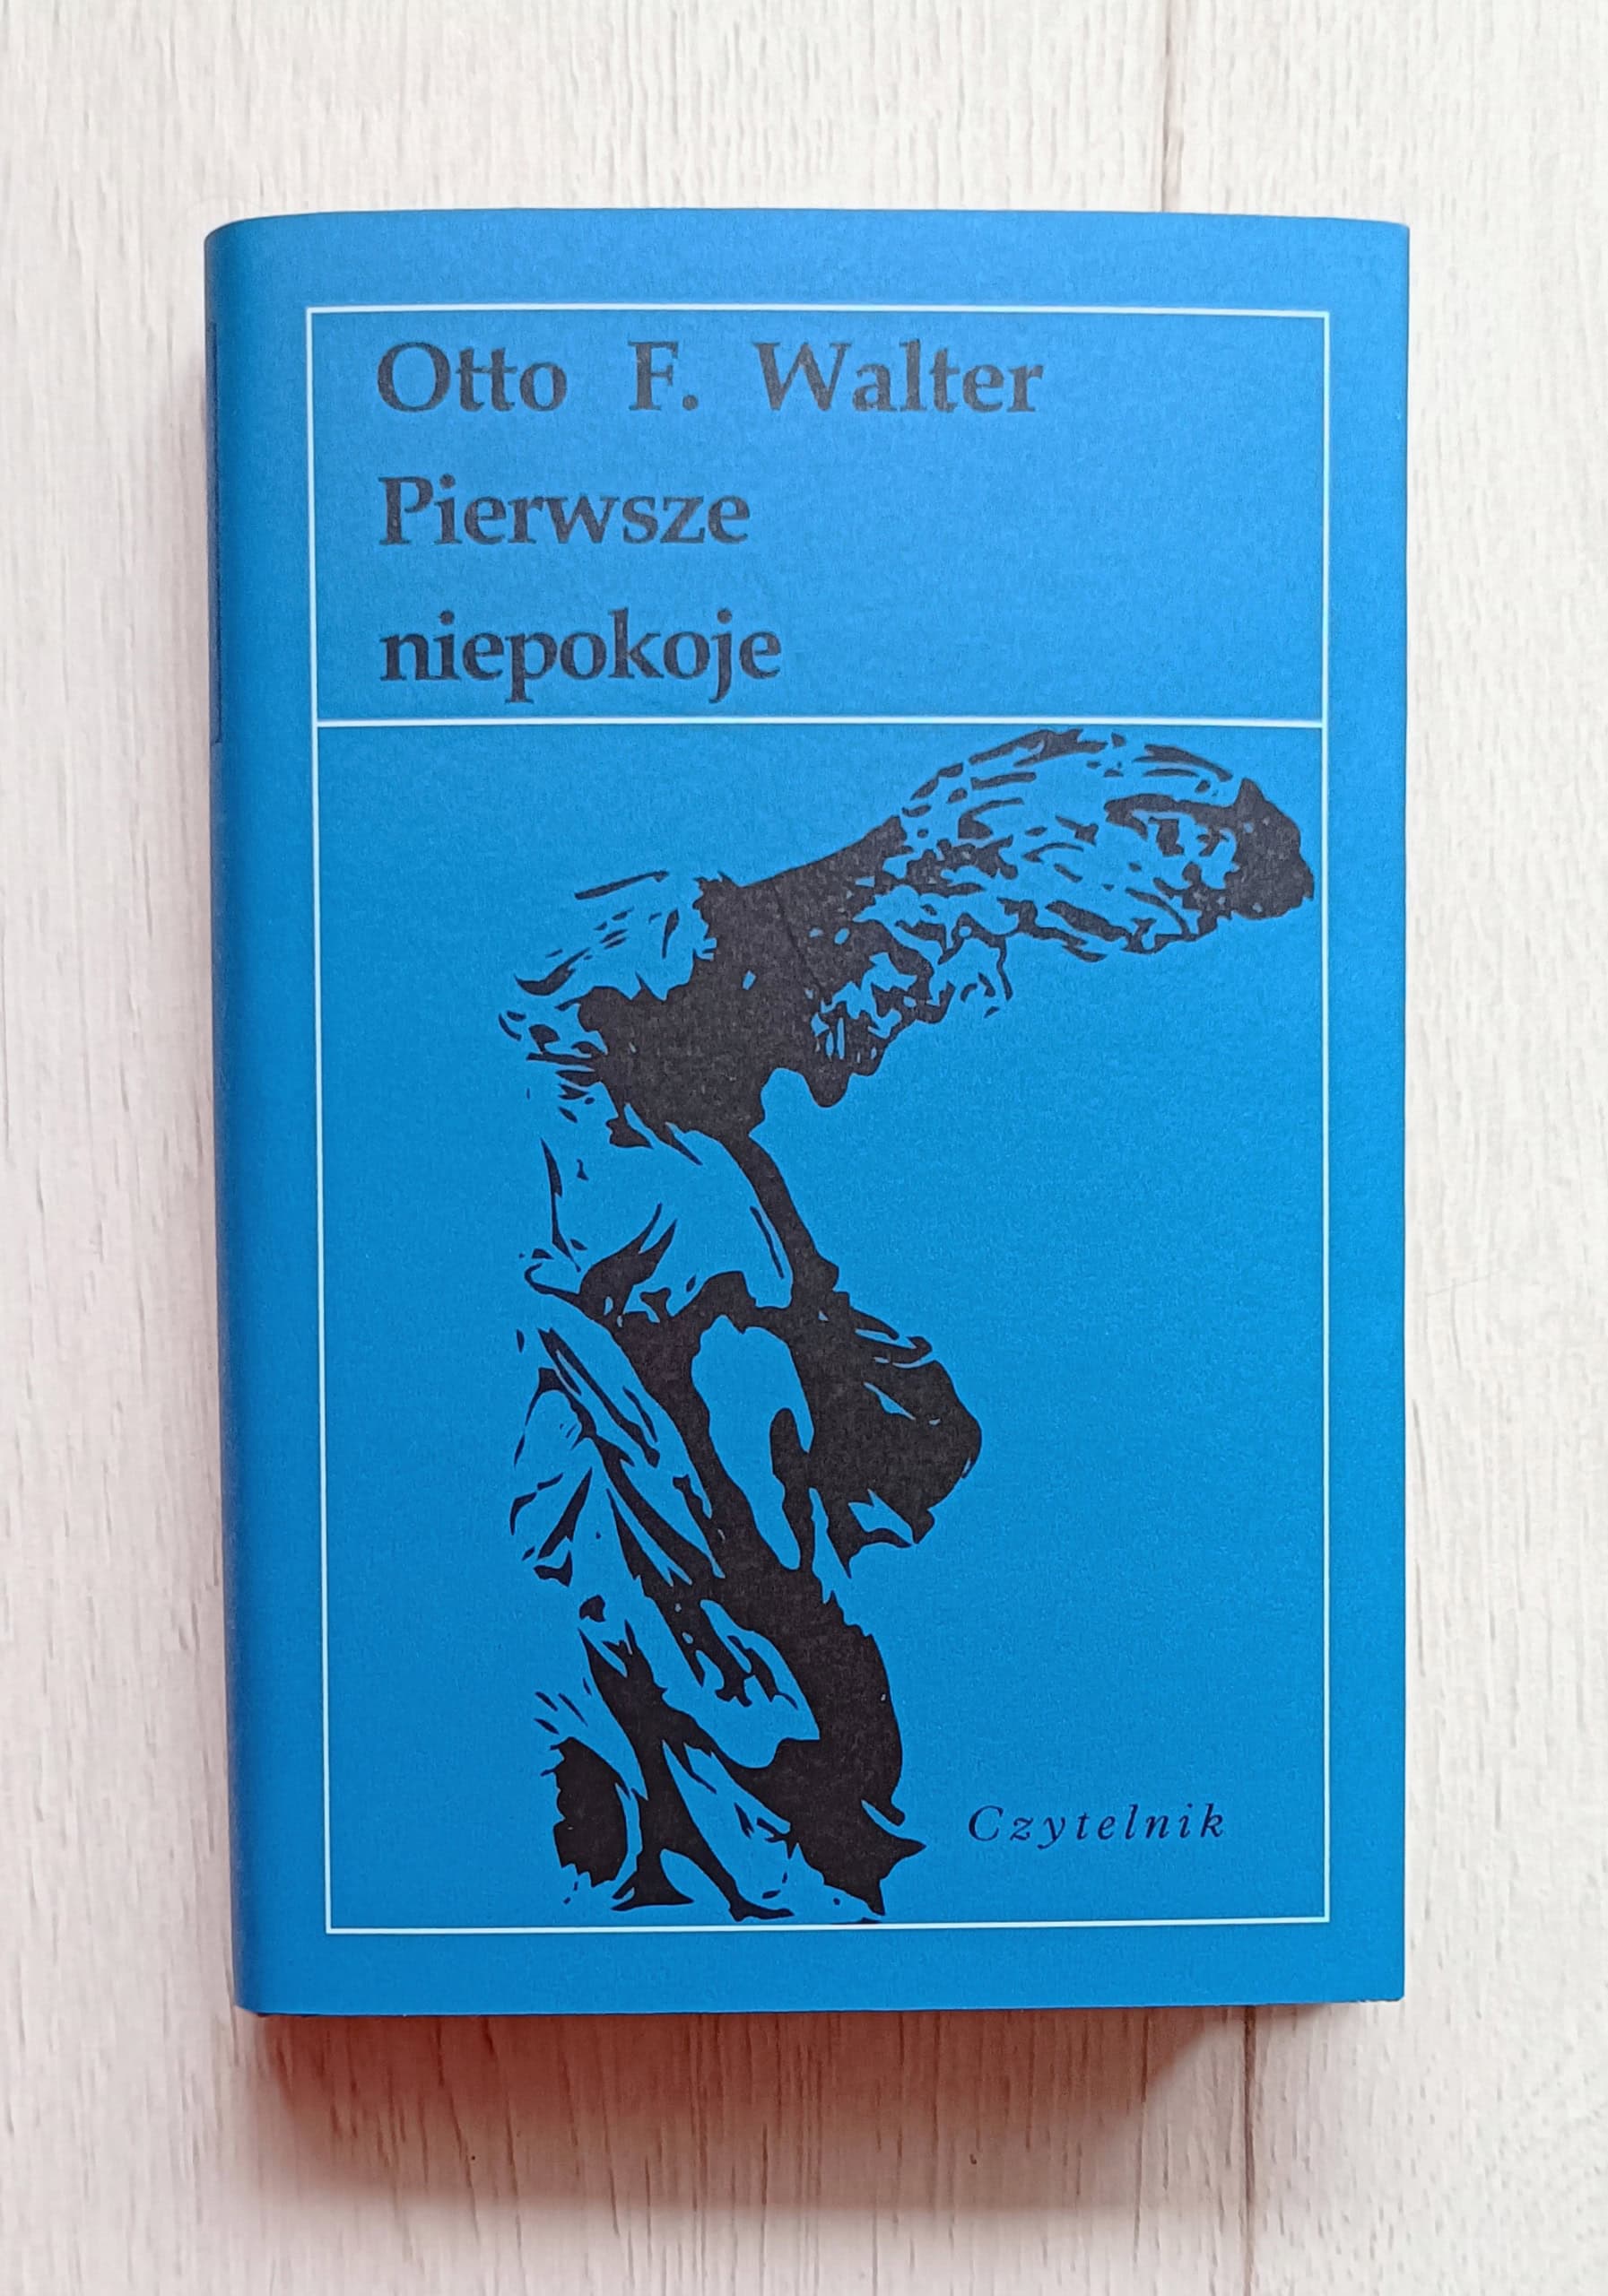 Otto F. Walter
Pierwsze
niepokoje
Czytelnik